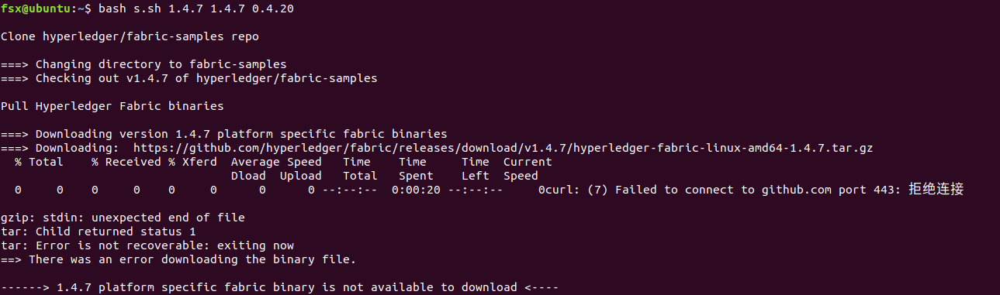 fsx@ubuntu:~$ bash s.sh 1.4.7 1.4.7 0.4.20
Clone hyperledger/fabric-samples repo
===> Changing directory to fabric-samples
===> Checking out v1.4.7 of hyperledger/fabric-samples
Pull Hyperledger Fabric binaries
===> Downloading version 1.4.7 platform specific fabric binaries
===> Downloading:  https://github.com/hyperledger/fabric/releases/download/v1.4.7/hyperledger-fabric-linux-amd64-1.4.7.tar.gz
  % Total    % Received % Xferd  Average Speed   Time    Time     Time  Current
                                 Dload  Upload   Total   Spent    Left  Speed
  0     0    0     0    0     0      0      0 --:--:--  0:00:20 --:--:--     0curl: (7) Failed to connect to github.com port 443: 拒绝连接
gzip: stdin: unexpected end of file
tar: Child returned status 1
tar: Error is not recoverable: exiting now
==> There was an error downloading the binary file.
------> 1.4.7 platform specific fabric binary is not available to download <----